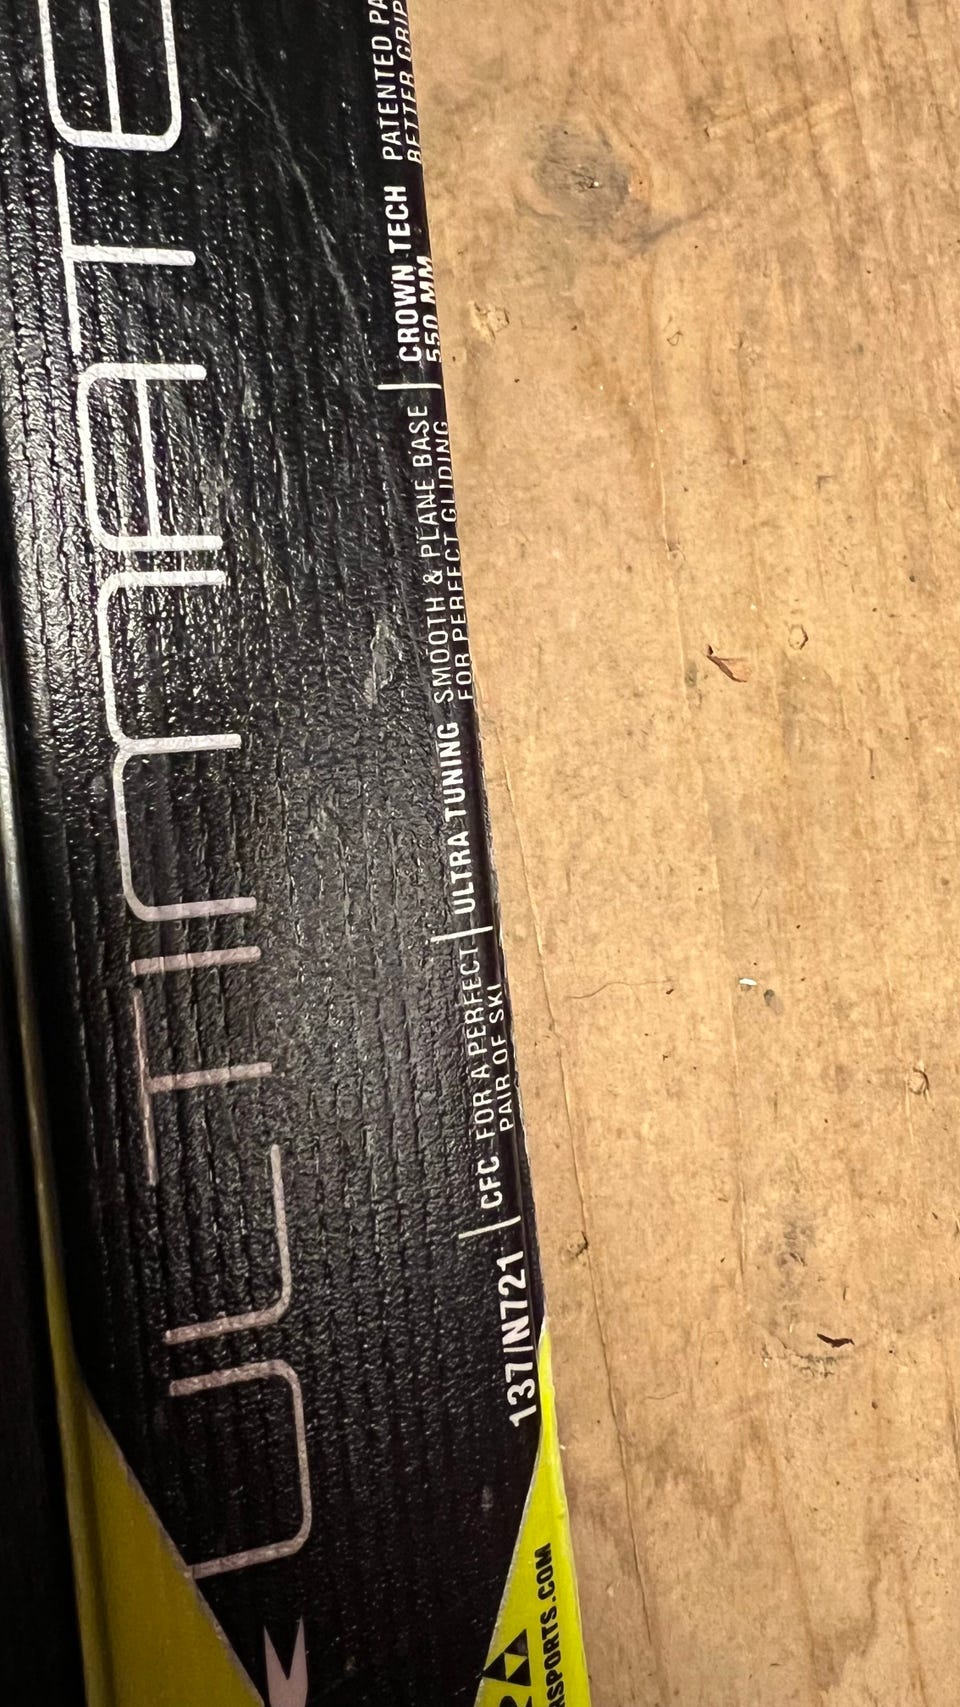 ULTIMATE
137/N721 | CFC FOR A PERFECT | ULTRA TUNING SMOOTH & PLANE BASE | CROWN TECH PATENTED PA
PAIR OF SKI FOR PERFECT GLIDING 550 MM BETTER GRIP
RSPORTS.COM